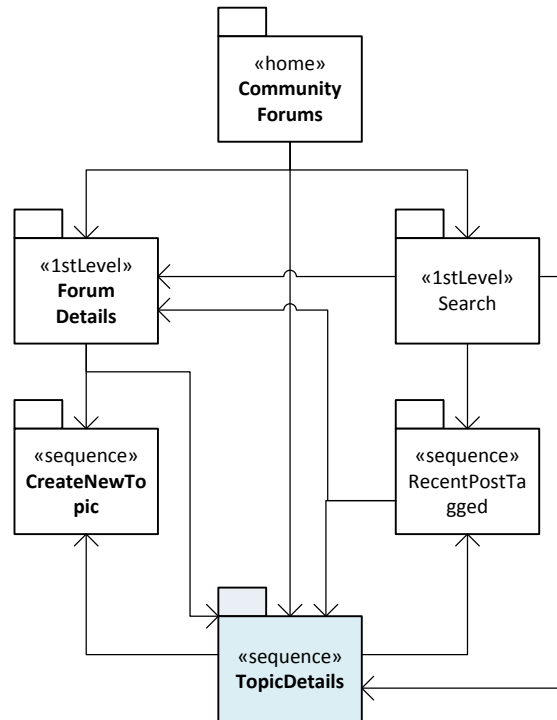 «home»
Community
Forums
«1stLevel»
Forum
Details
«1stLevel»
Search
«sequence»
CreateNewTo
pic
«sequence»
RecentPostTa
gged
«sequence»
TopicDetails